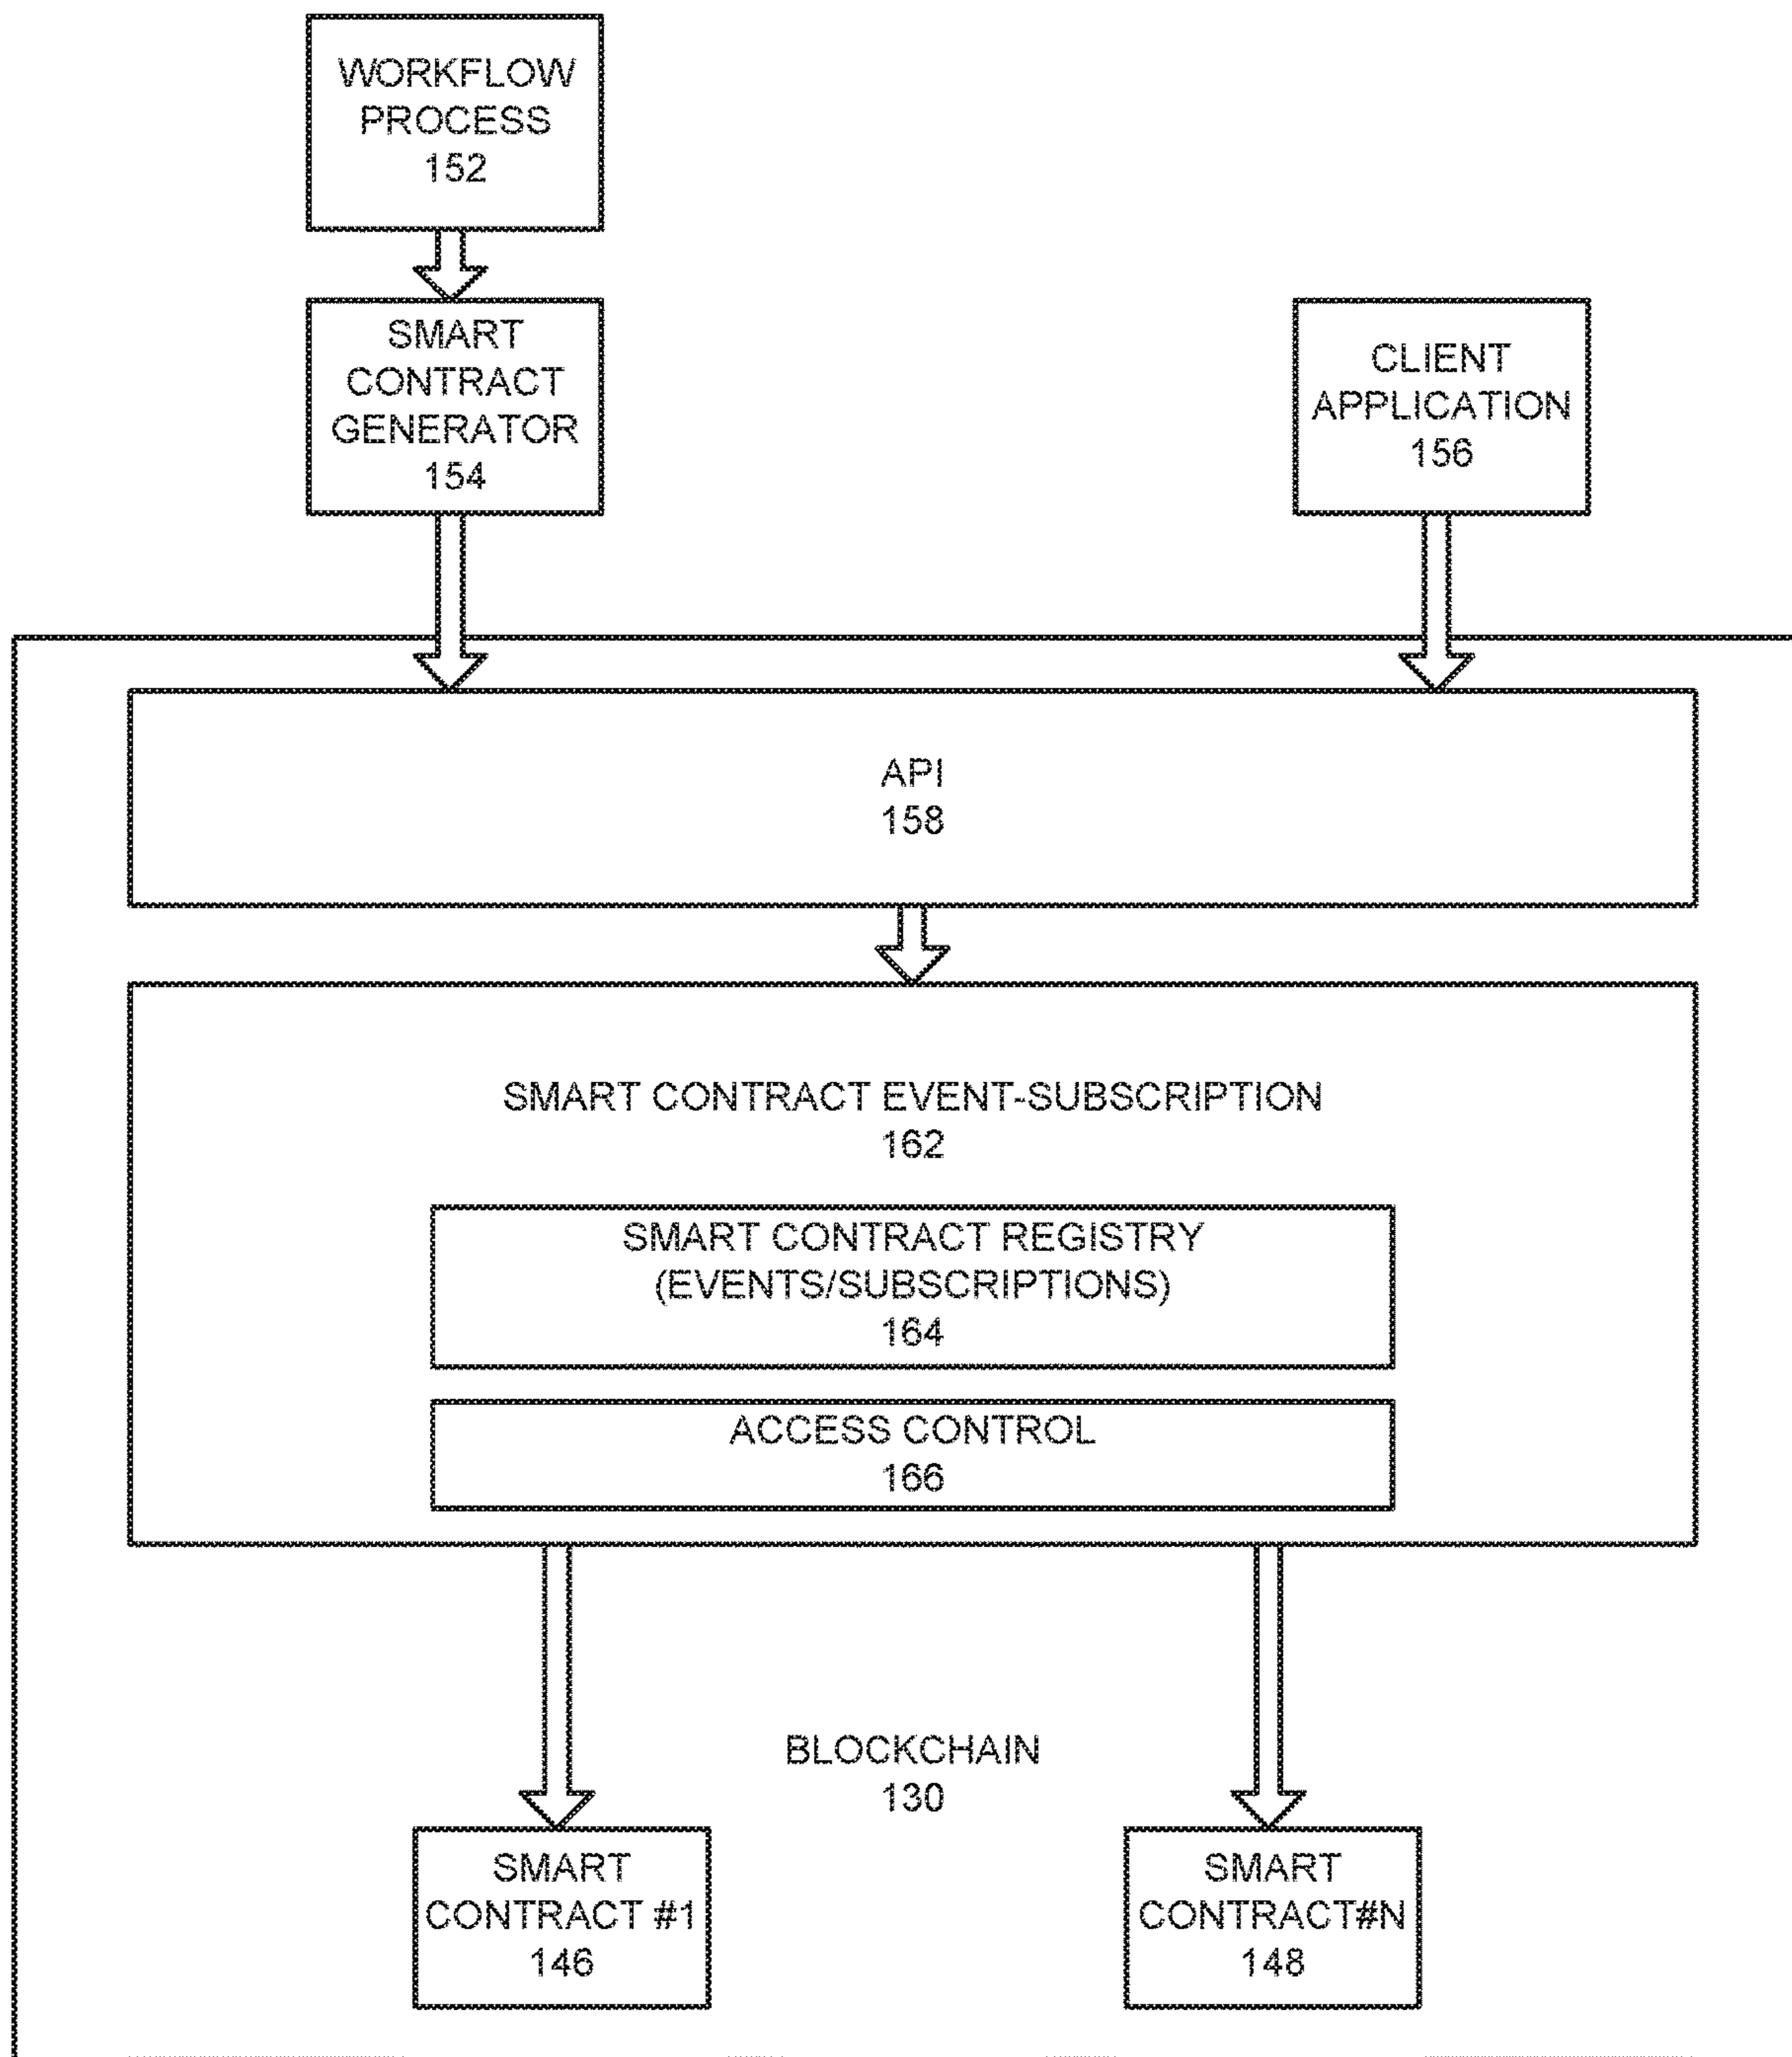 WORKFLOW
PROCESS
152
SMART
CONTRACT
GENERATOR
154
CLIENT
APPLICATION
156
API
158
SMART CONTRACT EVENT-SUBSCRIPTION
162
SMART CONTRACT REGISTRY
(EVENTS/SUBSCRIPTIONS)
164
ACCESS CONTROL
166
BLOCKCHAIN
130
SMART
CONTRACT #1
146
SMART
CONTRACT#N
148